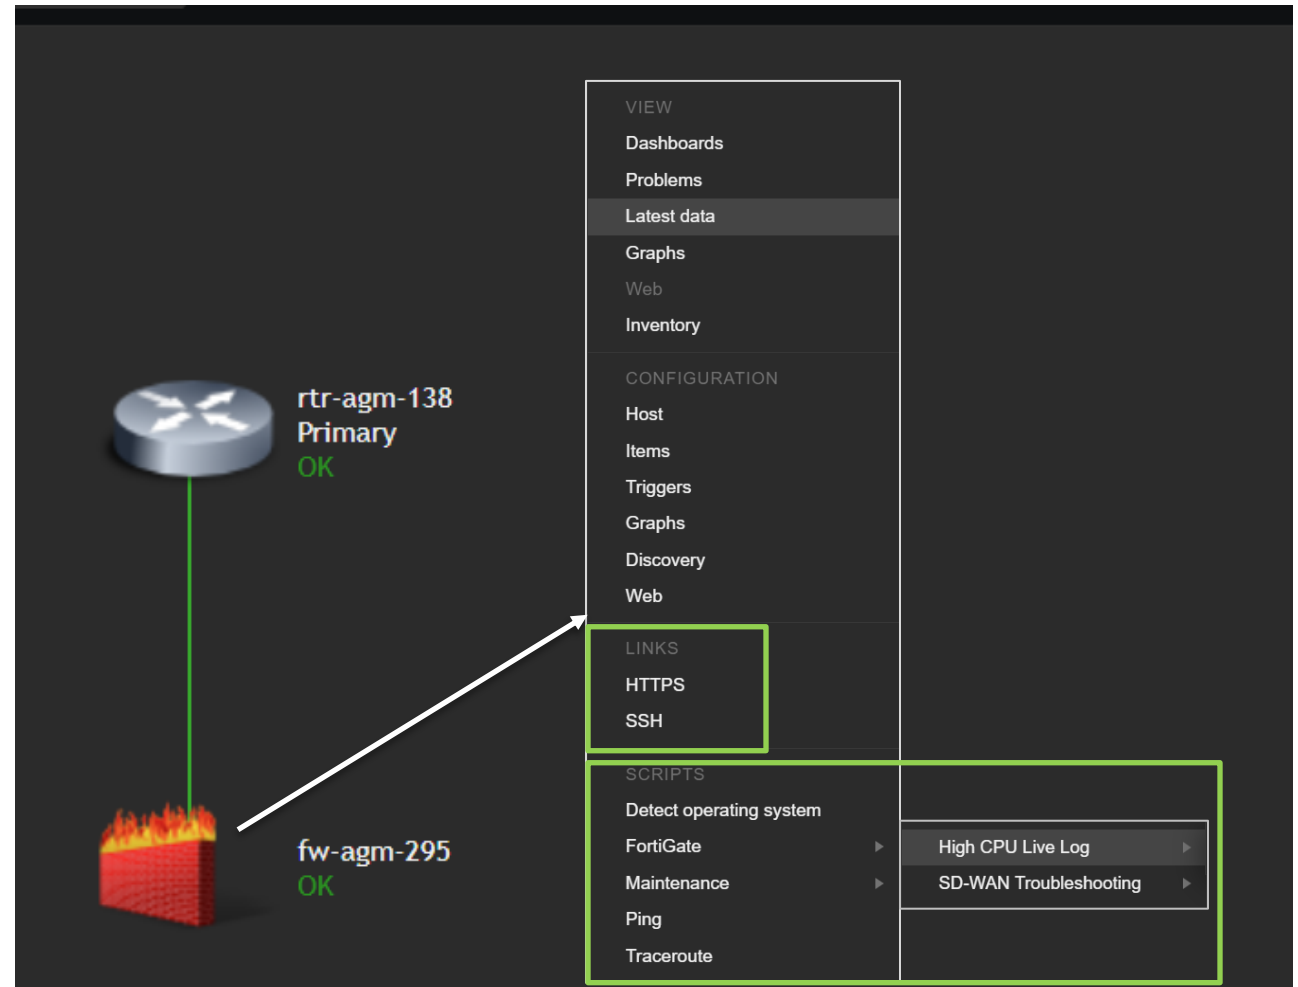 VIEW
Dashboards
Problems
Latest data
Graphs
Web
Inventory
CONFIGURATION
Host
Items
Triggers
Graphs
Discovery
Web
LINKS
HTTPS
SSH
SCRIPTS
Detect operating system
FortiGate
Maintenance
Ping
Traceroute
High CPU Live Log
SD-WAN Troubleshooting
rtr-agm-138
Primary
OK
fw-agm-295
OK